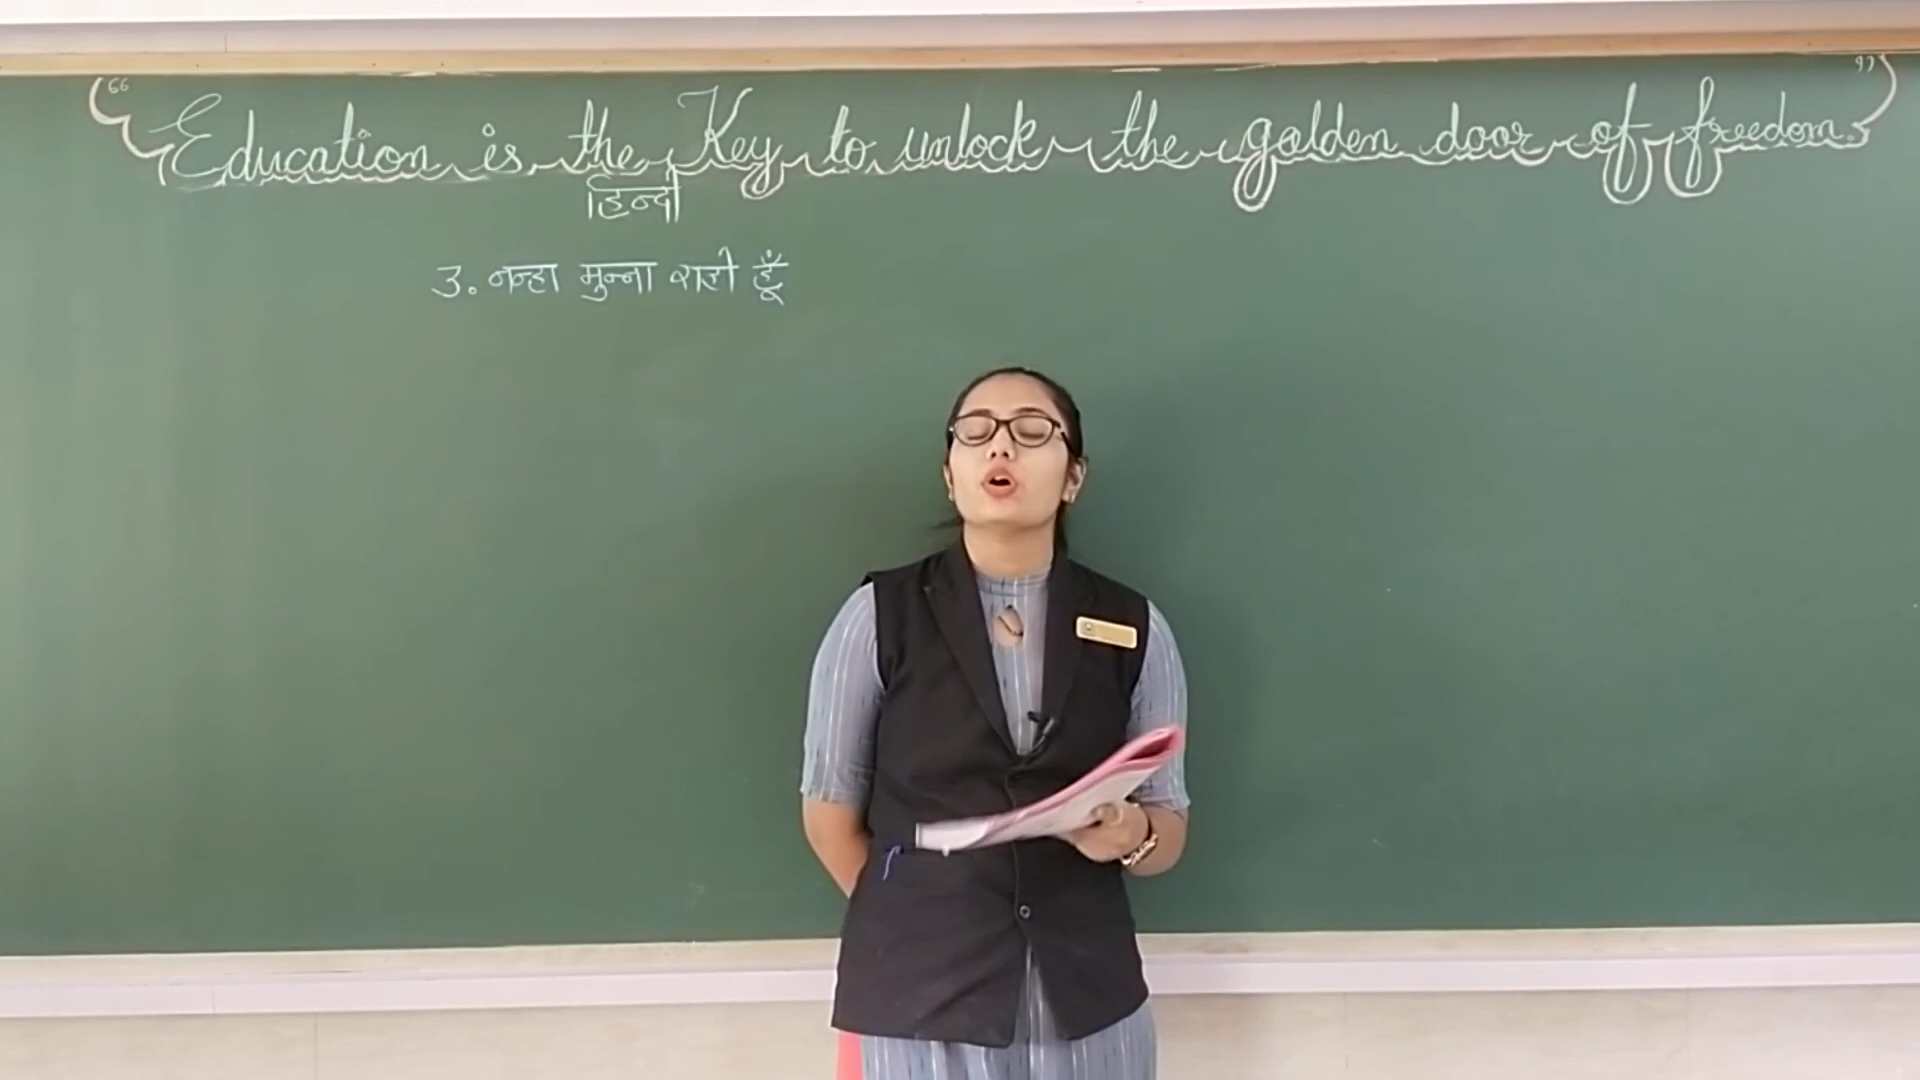 “Education is the Key to unlock the golden door of freedom.”
हिन्दी
3. नन्हा मुन्ना राही हूँ